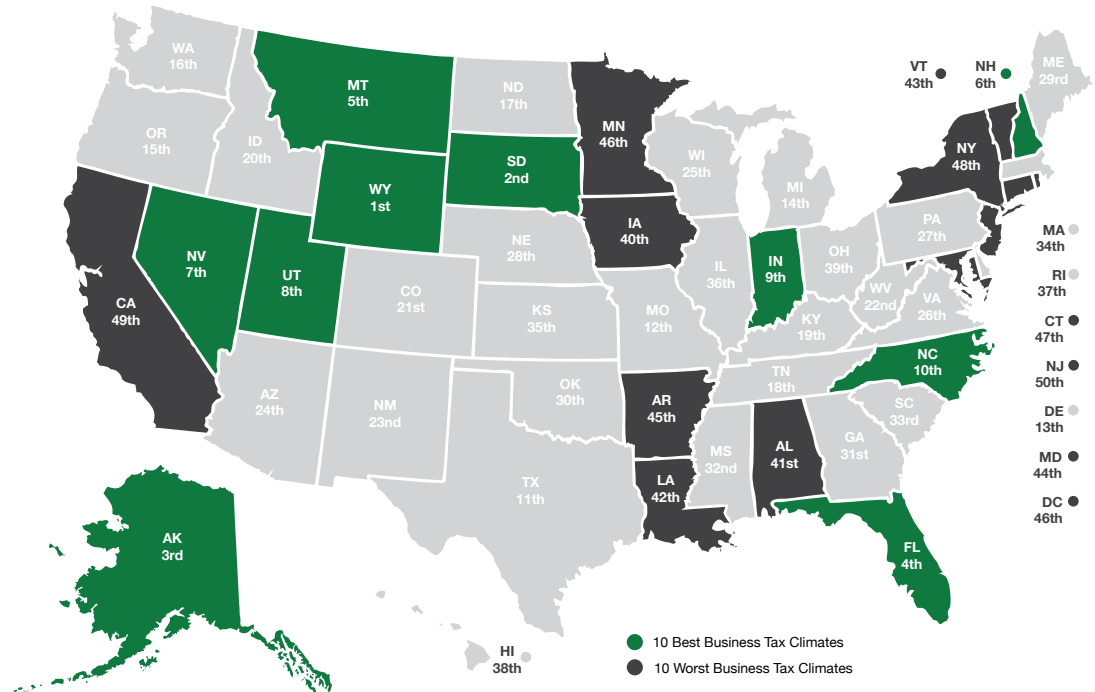 WA
16th
MT
5th
ND
17th
MN
46th
VT
43th
NH
6th
ME
29rd
OR
15th
ID
20th
SD
2nd
WI
25th
NY
48th
WY
1st
MI
14th
NV
7th
UT
8th
NE
28th
IA
40th
IL
36th
IN
9th
OH
39th
PA
27th
MA
34th
RI
37th
CA
49th
CO
21st
KS
35th
MO
12th
KY
19th
WV
22nd
VA
26th
CT
47th
NC
10th
NJ
50th
AZ
24th
NM
23nd
OK
30th
AR
45th
TN
18th
SC
33rd
DE
13th
MS
32nd
AL
41st
GA
31st
MD
44th
TX
11th
LA
42th
DC
46th
AK
3rd
FL
4th
HI
38th
10 Best Business Tax Climates
10 Worst Business Tax Climates